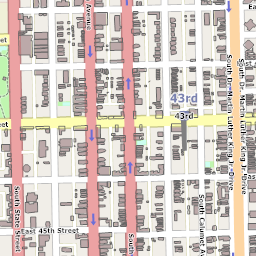 Avenue
43rd
43rd
South Dr Martin Luther King Jr Drive
South Dr. Martin Luther King Jr. Drive
South State Street
East 45th Street
South
South Calumet A